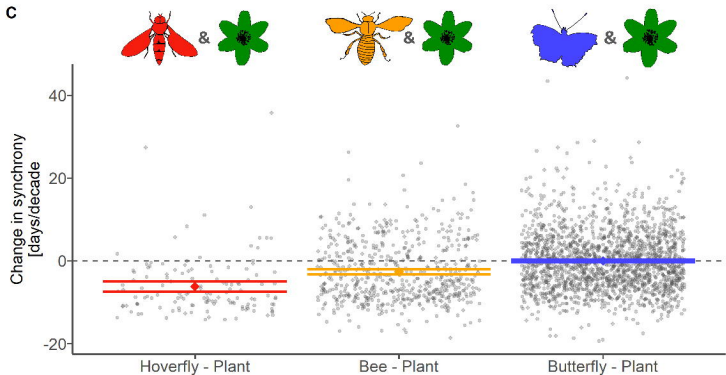 C
& & &
Change in synchrony
[days/decade]
40
20
0
-20
Hoverfly - Plant Bee - Plant Butterfly - Plant